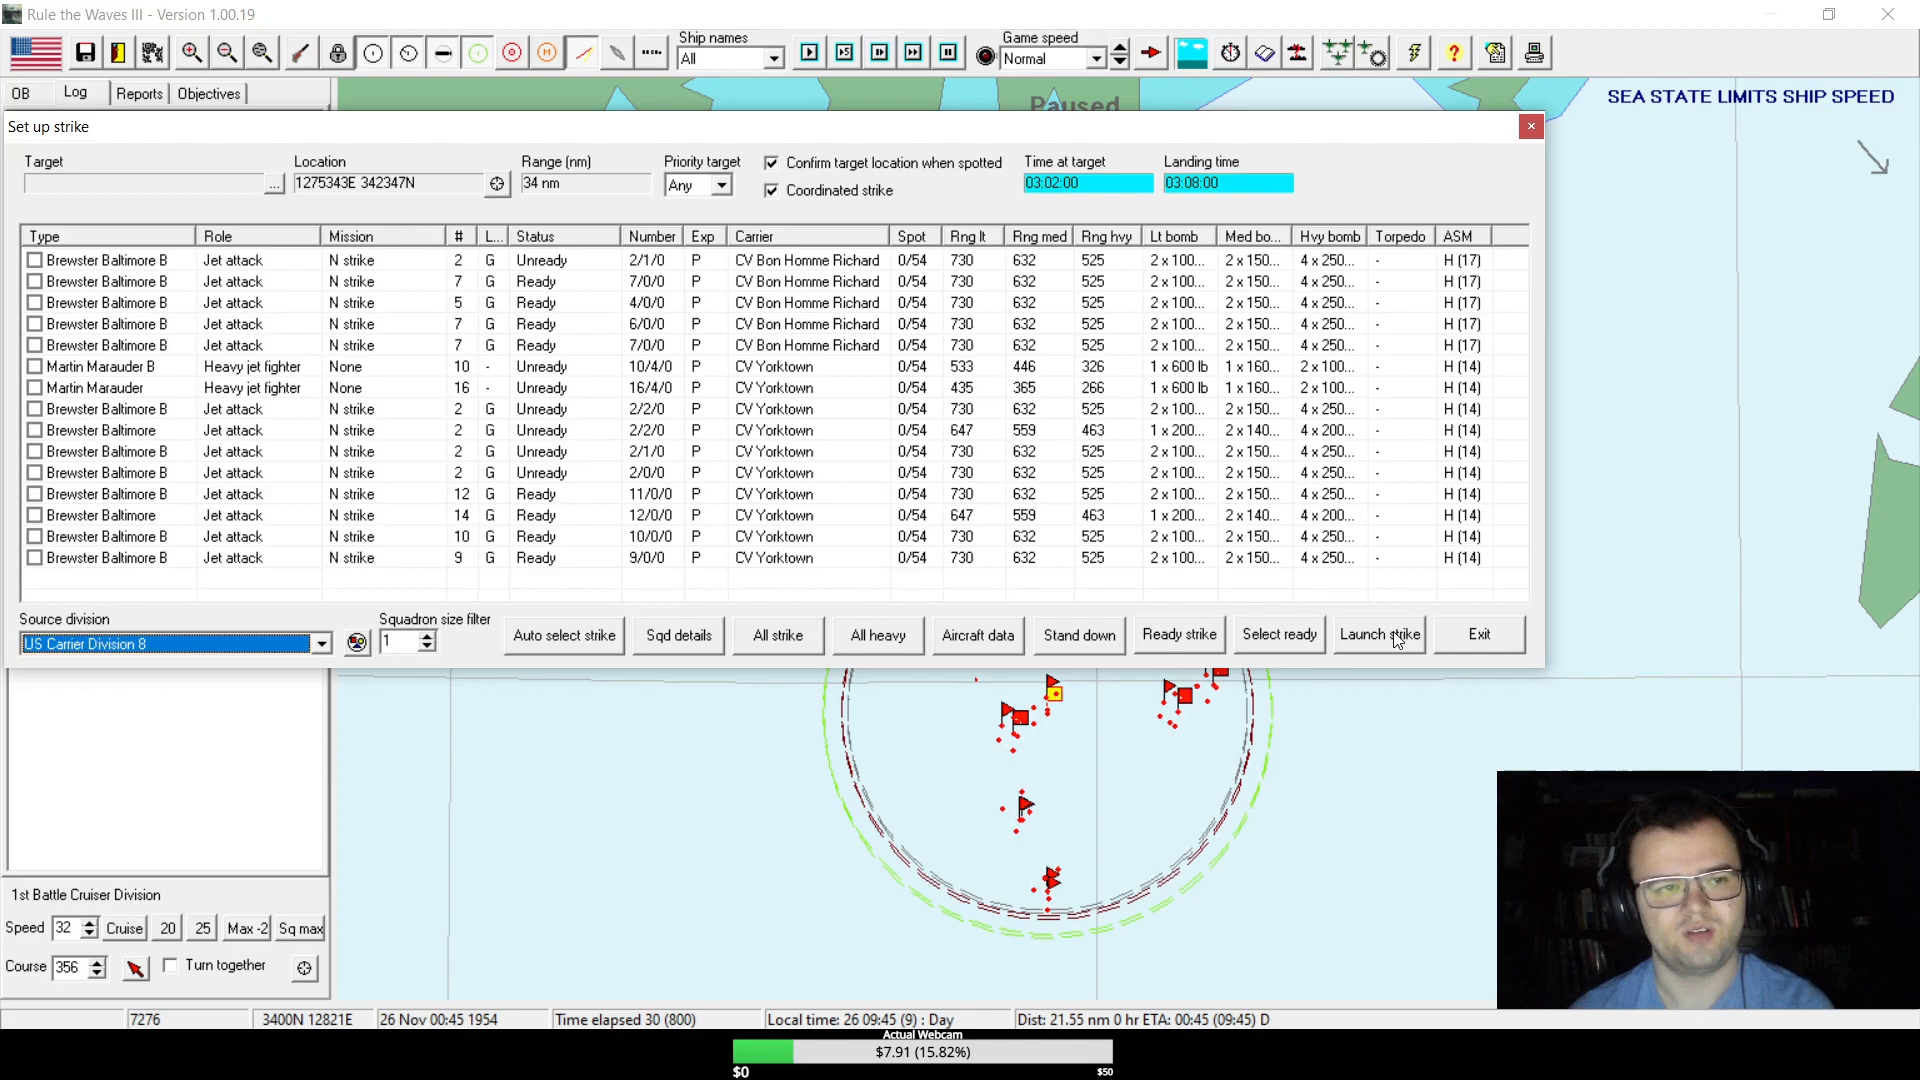 Rule the Waves III - Version 1.00.19
Ship names
All
Game speed
Normal
OB Log Reports Objectives
Paused
SEA STATE LIMITS SHIP SPEED
Set up strike
Target Location Range (nm) Priority target Confirm target location when spotted Time at target Landing time
... 1275343E 342347N 34 nm Any Coordinated strike 03:02:00 03:08:00
Type Role Mission # L... Status Number Exp Carrier Spot Rng lt Rng med Rng hvy Lt bomb Med bo... Hvy bomb Torpedo ASM
Brewster Baltimore B Jet attack N strike 2 G Unready 2/1/0 P CV Bon Homme Richard 0/54 730 632 525 2 x 100... 2 x 150... 4 x 250... - H (17)
Brewster Baltimore B Jet attack N strike 7 G Ready 7/0/0 P CV Bon Homme Richard 0/54 730 632 525 2 x 100... 2 x 150... 4 x 250... - H (17)
Brewster Baltimore B Jet attack N strike 5 G Ready 4/0/0 P CV Bon Homme Richard 0/54 730 632 525 2 x 100... 2 x 150... 4 x 250... - H (17)
Brewster Baltimore B Jet attack N strike 7 G Ready 6/0/0 P CV Bon Homme Richard 0/54 730 632 525 2 x 100... 2 x 150... 4 x 250... - H (17)
Brewster Baltimore B Jet attack N strike 7 G Ready 7/0/0 P CV Bon Homme Richard 0/54 730 632 525 2 x 100... 2 x 150... 4 x 250... - H (17)
Martin Marauder B Heavy jet fighter None 10 - Unready 10/4/0 P CV Yorktown 0/54 533 446 326 1 x 600 lb 1 x 160... 2 x 100... - H (14)
Martin Marauder Heavy jet fighter None 16 - Unready 16/4/0 P CV Yorktown 0/54 435 365 266 1 x 600 lb 1 x 160... 2 x 100... - H (14)
Brewster Baltimore B Jet attack N strike 2 G Unready 2/2/0 P CV Yorktown 0/54 730 632 525 2 x 100... 2 x 150... 4 x 250... - H (14)
Brewster Baltimore Jet attack N strike 2 G Unready 2/2/0 P CV Yorktown 0/54 647 559 463 1 x 200... 2 x 140... 4 x 200... - H (14)
Brewster Baltimore B Jet attack N strike 2 G Unready 2/1/0 P CV Yorktown 0/54 730 632 525 2 x 100... 2 x 150... 4 x 250... - H (14)
Brewster Baltimore B Jet attack N strike 2 G Unready 2/0/0 P CV Yorktown 0/54 730 632 525 2 x 100... 2 x 150... 4 x 250... - H (14)
Brewster Baltimore B Jet attack N strike 12 G Ready 11/0/0 P CV Yorktown 0/54 730 632 525 2 x 100... 2 x 150... 4 x 250... - H (14)
Brewster Baltimore Jet attack N strike 14 G Ready 12/0/0 P CV Yorktown 0/54 647 559 463 1 x 200... 2 x 140... 4 x 200... - H (14)
Brewster Baltimore B Jet attack N strike 10 G Ready 10/0/0 P CV Yorktown 0/54 730 632 525 2 x 100... 2 x 150... 4 x 250... - H (14)
Brewster Baltimore B Jet attack N strike 9 G Ready 9/0/0 P CV Yorktown 0/54 730 632 525 2 x 100... 2 x 150... 4 x 250... - H (14)
Source division Squadron size filter
US Carrier Division 8 1 Auto select strike Sqd details All strike All heavy Aircraft data Stand down Ready strike Select ready Launch strike Exit
1st Battle Cruiser Division
Speed 32 Cruise 20 25 Max -2 Sq max
Course 356 Turn together
7276 3400N 12821E 26 Nov 00:45 1954 Time elapsed 30 (800) Local time: 26 09:45 (9) : Day Dist: 21.55 nm 0 hr ETA: 00:45 (09:45) D
Actual Webcam
$7.91 (15.82%)
$0 $50